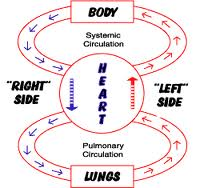 BODY
Systemic
Circulation
"RIGHT"
SIDE
HEART
"LEFT"
SIDE
Pulmonary
Circulation
LUNGS